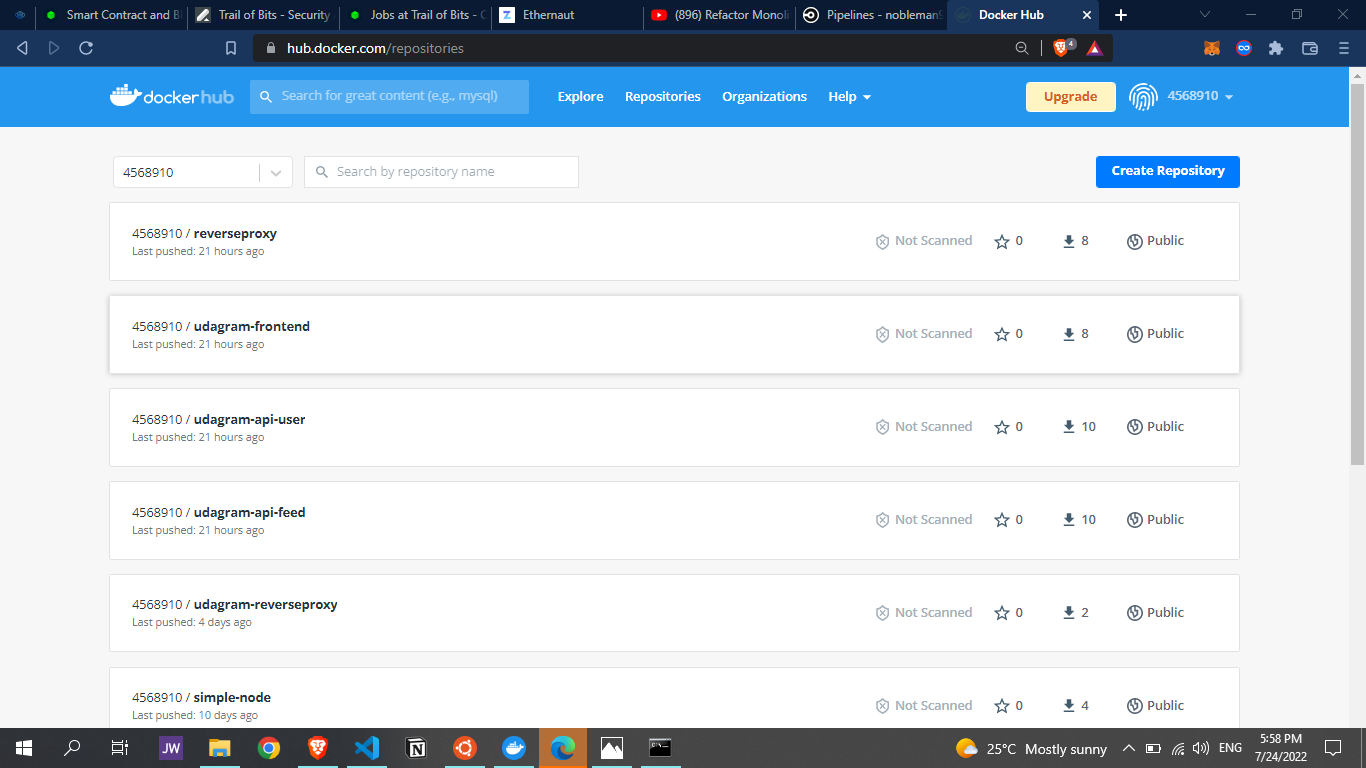 Smart Contract and Bl
Trail of Bits - Security
Jobs at Trail of Bits - C
Ethernaut
(896) Refactor Monoli
Pipelines - nobleman9
Docker Hub
hub.docker.com/repositories
4
docker hub
Search for great content (e.g., mysql)
Explore
Repositories
Organizations
Help
Upgrade
4568910
4568910
Search by repository name
Create Repository
4568910 / reverseproxy
Last pushed: 21 hours ago
Not Scanned 0 8 Public
4568910 / udagram-frontend
Last pushed: 21 hours ago
Not Scanned 0 8 Public
4568910 / udagram-api-user
Last pushed: 21 hours ago
Not Scanned 0 10 Public
4568910 / udagram-api-feed
Last pushed: 21 hours ago
Not Scanned 0 10 Public
4568910 / udagram-reverseproxy
Last pushed: 4 days ago
Not Scanned 0 2 Public
4568910 / simple-node
Last pushed: 10 days ago
Not Scanned 0 4 Public
JW
25°C Mostly sunny
ENG
5:58 PM
7/24/2022